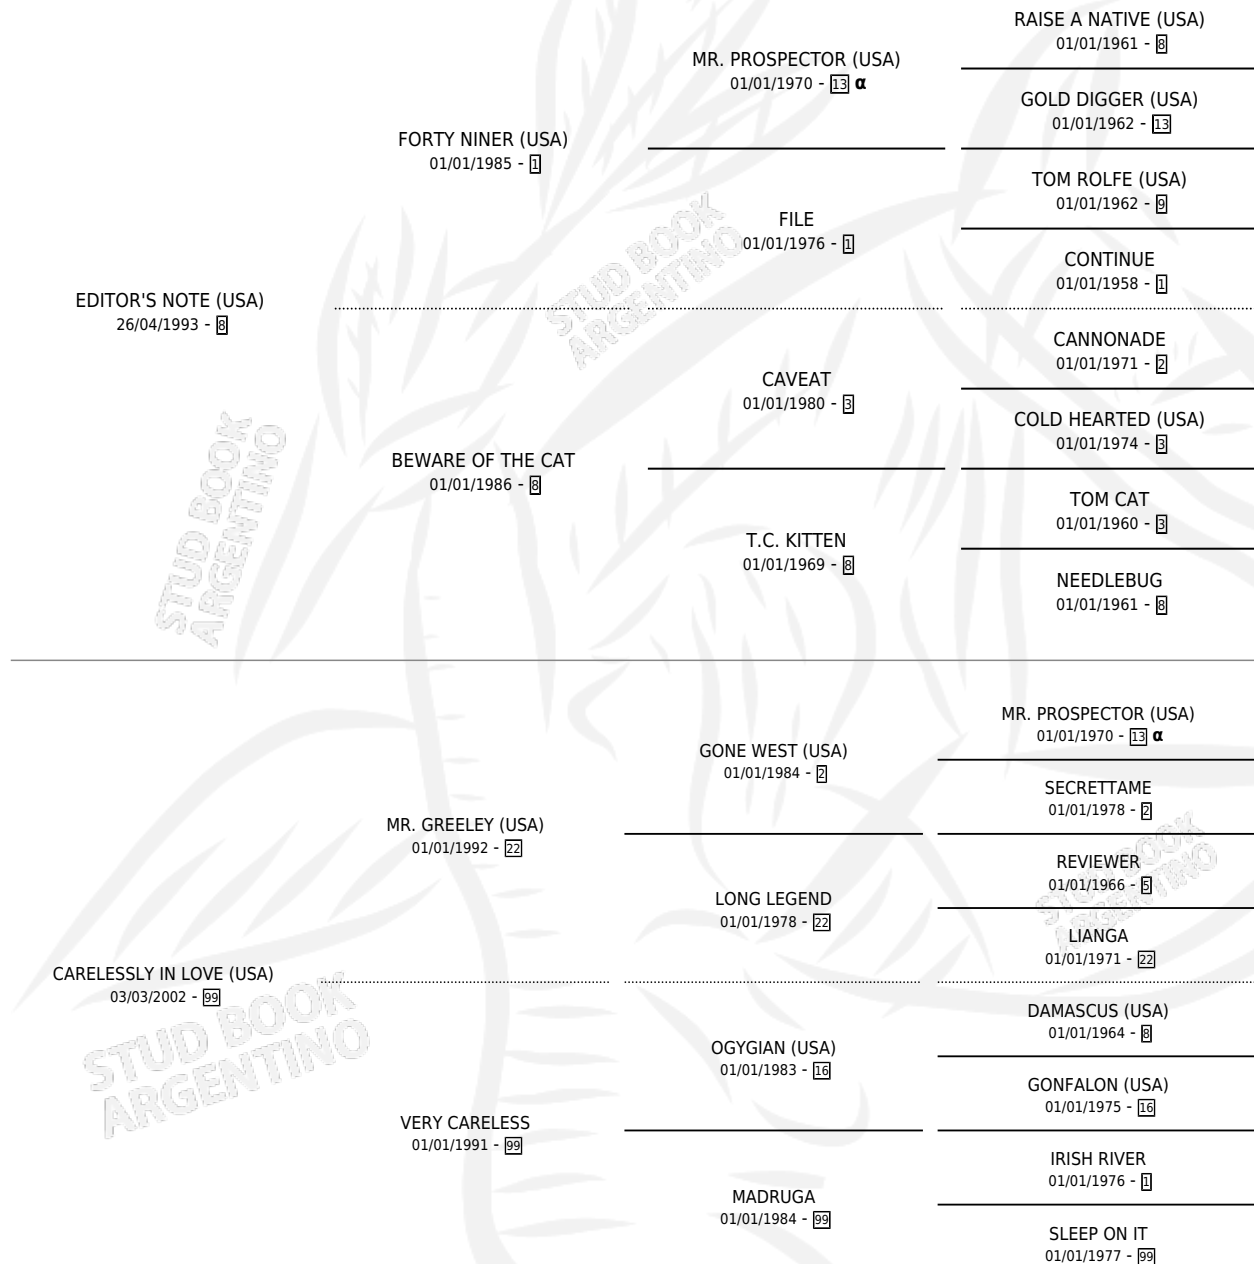 RAISE A NATIVE (USA)
01/01/1961 - 8
MR. PROSPECTOR (USA)
01/01/1970 - 13 α
GOLD DIGGER (USA)
01/01/1962 - 13
FORTY NINER (USA)
01/01/1985 - 1
TOM ROLFE (USA)
01/01/1962 - 9
FILE
01/01/1976 - 1
CONTINUE
01/01/1958 - 1
EDITOR'S NOTE (USA)
26/04/1993 - 8
CANNONADE
01/01/1971 - 2
CAVEAT
01/01/1980 - 3
COLD HEARTED (USA)
01/01/1974 - 3
BEWARE OF THE CAT
01/01/1986 - 8
TOM CAT
01/01/1960 - 3
T.C. KITTEN
01/01/1969 - 8
NEEDLEBUG
01/01/1961 - 8
MR. PROSPECTOR (USA)
01/01/1970 - 13 α
GONE WEST (USA)
01/01/1984 - 2
SECRETTAME
01/01/1978 - 2
MR. GREELEY (USA)
01/01/1992 - 22
REVIEWER
01/01/1966 - 5
LONG LEGEND
01/01/1978 - 22
LIANGA
01/01/1971 - 22
CARELESSLY IN LOVE (USA)
03/03/2002 - 99
DAMASCUS (USA)
01/01/1964 - 8
OGYGIAN (USA)
01/01/1983 - 16
GONFALON (USA)
01/01/1975 - 16
VERY CARELESS
01/01/1991 - 99
IRISH RIVER
01/01/1976 - 1
MADRUGA
01/01/1984 - 99
SLEEP ON IT
01/01/1977 - 99
STUD BOOK
ARGENTINO
STUD BOOK
ARGENTINO
STUD BOOK
ARGENTINO
STUD BOOK
ARGENTINO